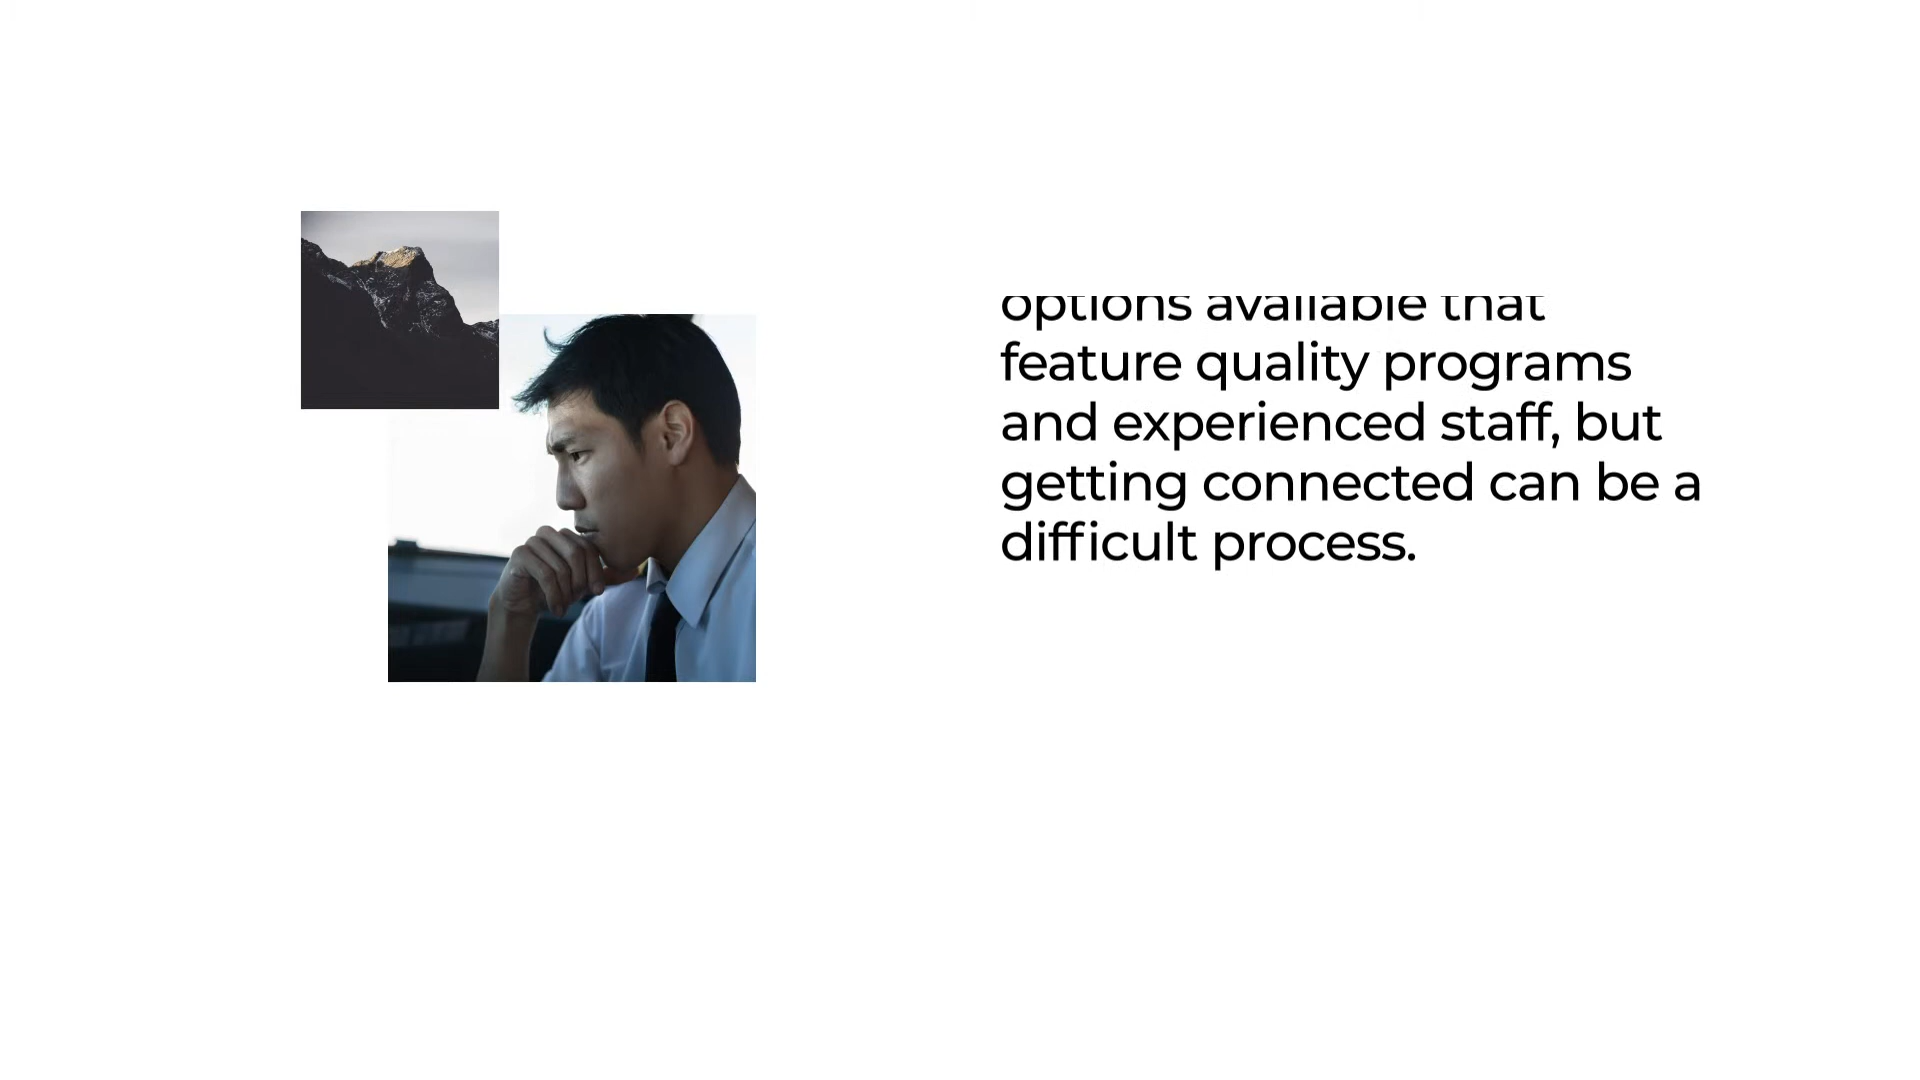 options available that
feature quality programs
and experienced staff, but
getting connected can be a
difficult process.